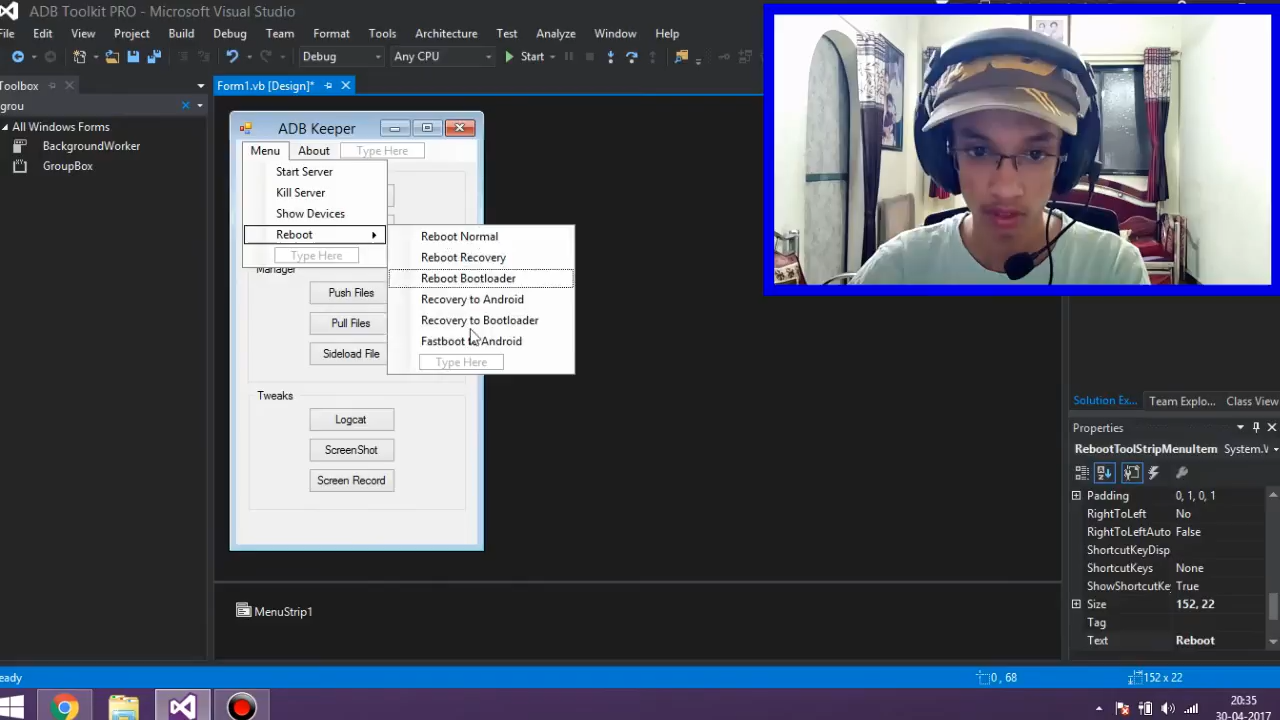 ADB Toolkit PRO - Microsoft Visual Studio
Edit View Project Build Debug Team Format Tools Architecture Test Analyze Window Help
Debug Any CPU Start
Toolbox
Form1.vb [Design]*
grou
All Windows Forms
BackgroundWorker
GroupBox
ADB Keeper
Menu About Type Here
Start Server
Kill Server
Show Devices
Reboot
Type Here
Reboot Normal
Reboot Recovery
Reboot Bootloader
Recovery to Android
Recovery to Bootloader
Fastboot to Android
Type Here
Manager
Push Files
Pull Files
Sideload File
Tweaks
Logcat
ScreenShot
Screen Record
MenuStrip1
Solution Ex... Team Explo... Class View
Properties
RebootToolStripMenuItem System.
Padding 0, 1, 0, 1
RightToLeft No
RightToLeftAuto False
ShortcutKeyDisp
ShortcutKeys None
ShowShortcutKe True
Size 152, 22
Tag
Text Reboot
eady
0, 68
152 x 22
20:35
30-04-2017